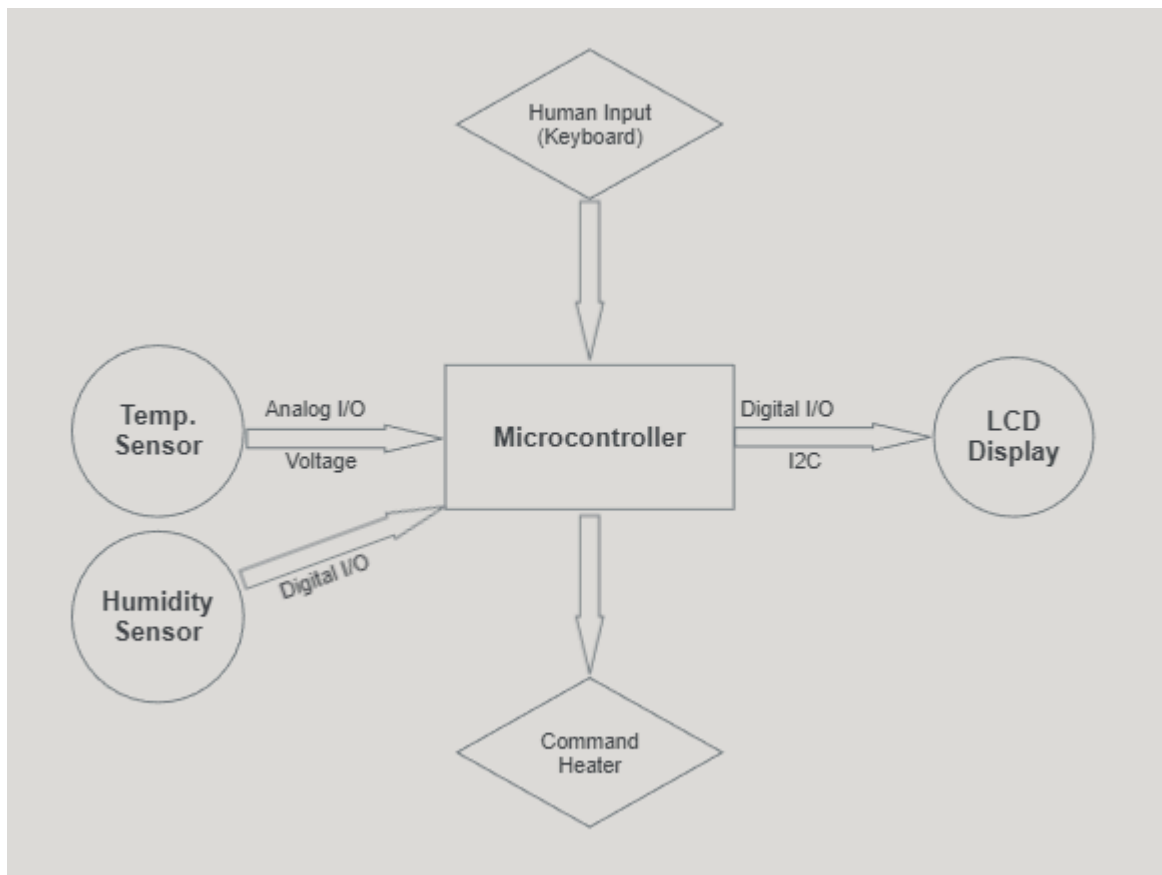 Human Input
(Keyboard)
Temp.
Sensor
Analog I/O
Voltage
Microcontroller
Digital I/O
I2C
LCD
Display
Humidity
Sensor
Digital I/O
Command
Heater